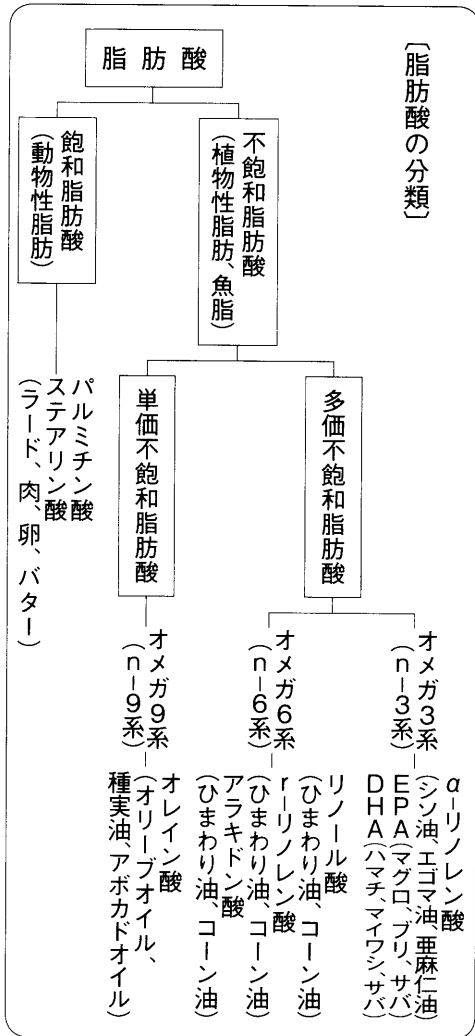 〔脂肪酸の分類〕
脂肪酸
不飽和脂肪酸
(植物性脂肪、魚脂)
飽和脂肪酸
(動物性脂肪)
多価不飽和脂肪酸
単価不飽和脂肪酸
パルミチン酸
ステアリン酸
(ラード、肉、卵、バター)
オメガ3系
(n−3系)
α−リノレン酸
(シソ油、エゴマ油、亜麻仁油)
EPA(マグロ、ブリ、サバ)
DHA(ハマチ、マイワシ、サバ)
オメガ6系
(n−6系)
リノール酸
(ひまわり油、コーン油)
r−リノレン酸
(ひまわり油、コーン油)
アラキドン酸
(ひまわり油、コーン油)
オメガ9系
(n−9系)
オレイン酸
(オリーブオイル、
種実油、アボカドオイル)